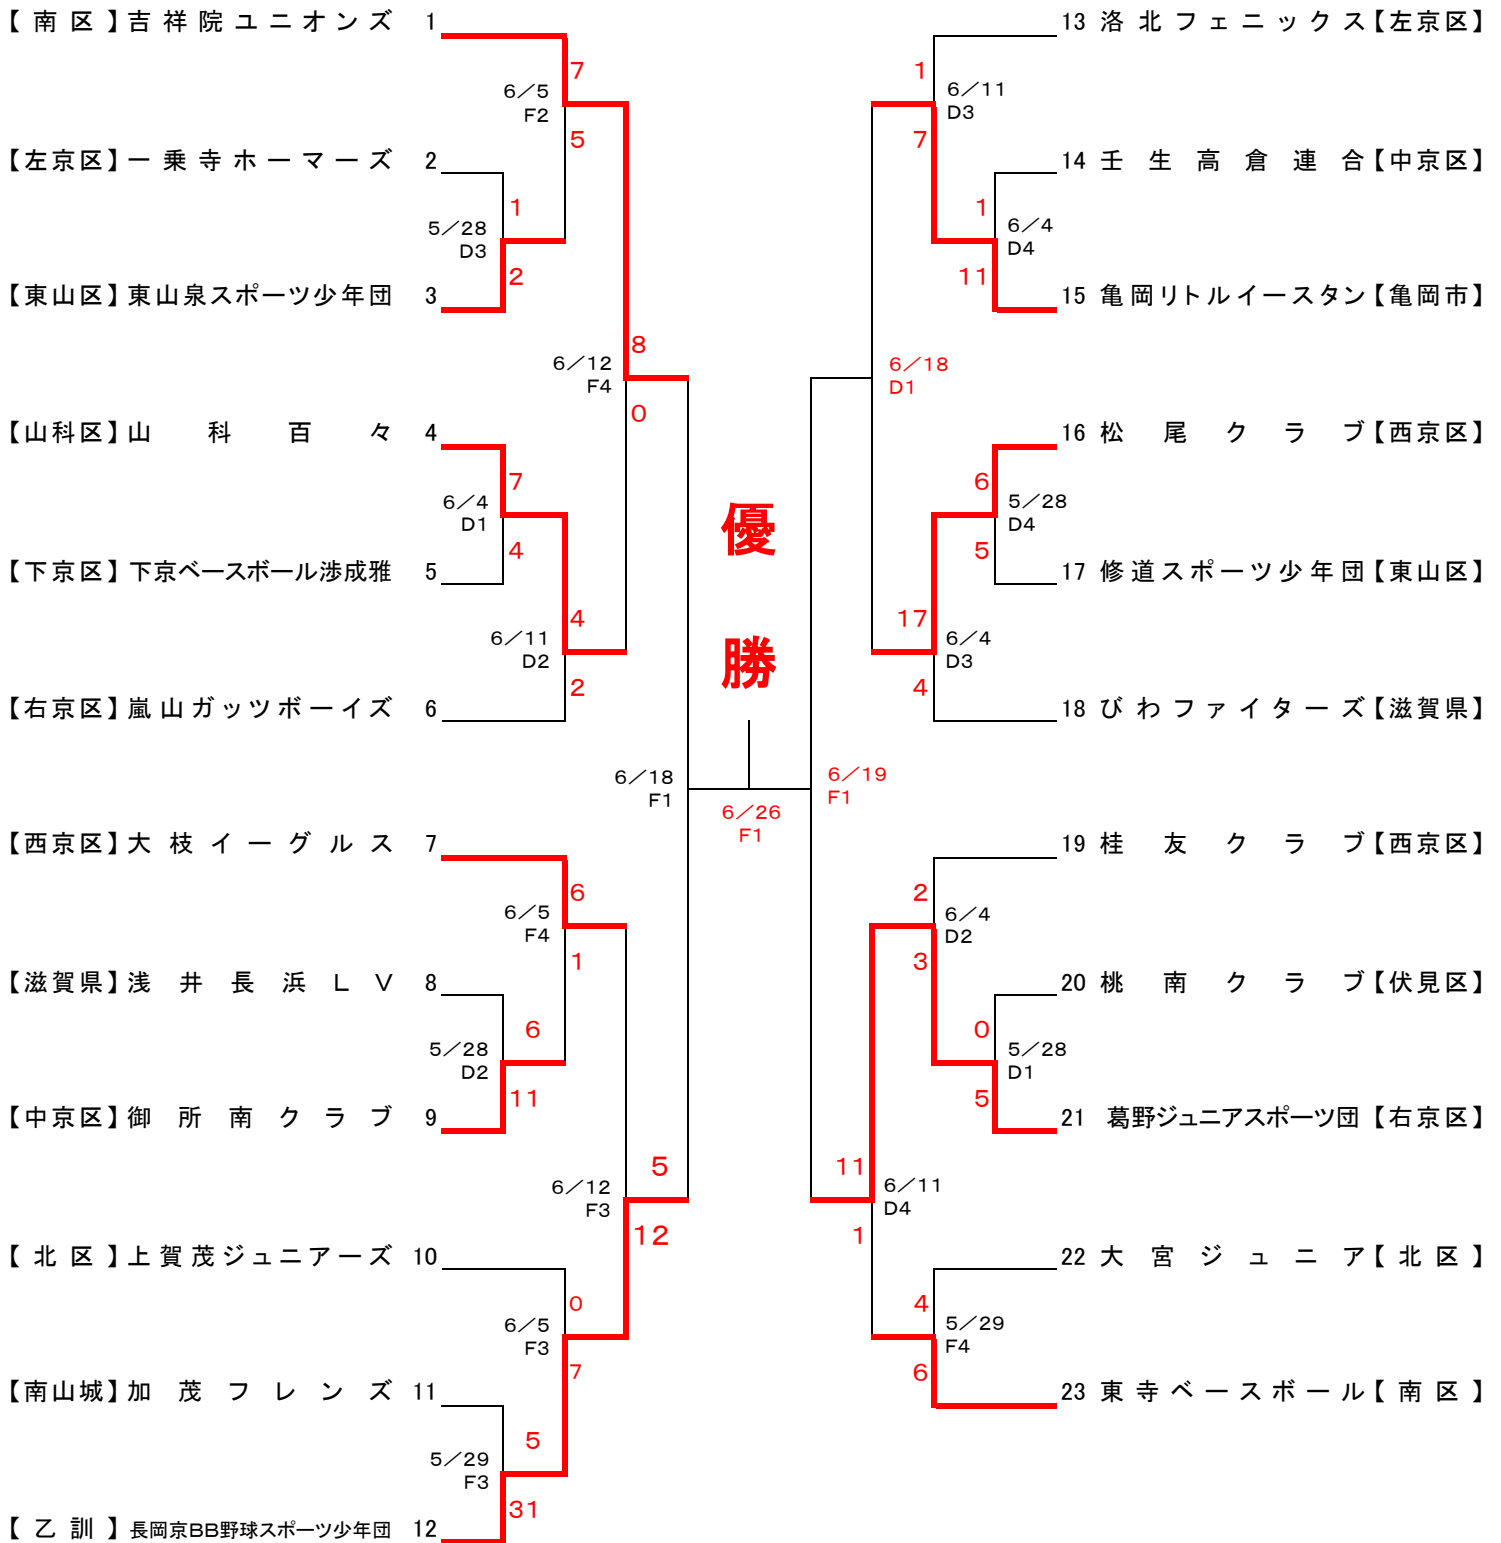 【 南 区 】 吉祥院ユニオンズ 1
7
6／5
F2
5
【左京区】 一乗寺ホーマーズ 2
1
5／28
D3
2
【東山区】 東山泉スポーツ少年団 3
8
6／12
F4
0
【山科区】 山科百々 4
7
6／4
D1
4
【下京区】 下京ベースボール渉成雅 5
4
6／11
D2
2
【右京区】 嵐山ガッツボーイズ 6
6／18
F1
【西京区】 大枝イーグルス 7
6
6／5
F4
1
【滋賀県】 浅井長浜ＬＶ 8
6
5／28
D2
11
【中京区】 御所南クラブ 9
5
6／12
F3
12
【 北 区 】 上賀茂ジュニアーズ 10
0
6／5
F3
7
【南山城】 加茂フレンズ 11
5
5／29
F3
31
【 乙 訓 】 長岡京BB野球スポーツ少年団 12
優
勝
6／26
F1
13 洛北フェニックス 【左京区】
1
6／11
D3
7
14 壬生高倉連合 【中京区】
1
6／4
D4
11
15 亀岡リトルイースタン 【亀岡市】
6／18
D1
16 松尾クラブ 【西京区】
6
5／28
D4
5
17 修道スポーツ少年団 【東山区】
17
6／4
D3
4
18 びわファイターズ 【滋賀県】
6／19
F1
19 桂友クラブ 【西京区】
2
6／4
D2
3
20 桃南クラブ 【伏見区】
0
5／28
D1
5
21 葛野ジュニアスポーツ団 【右京区】
11
6／11
D4
1
22 大宮ジュニア 【 北 区 】
4
5／29
F4
6
23 東寺ベースボール 【 南 区 】